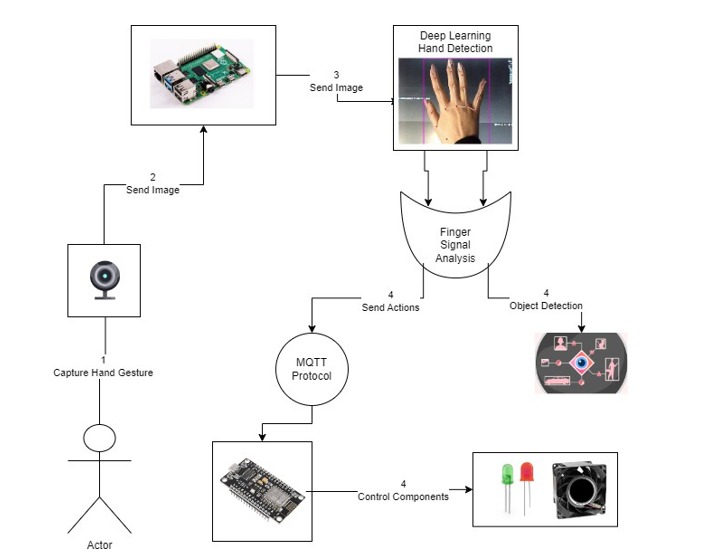 Deep Learning
Hand Detection
3
Send Image
2
Send Image
Finger
Signal
Analysis
4
Send Actions
4
Object Detection
1
Capture Hand Gesture
MQTT
Protocol
4
Control Components
Actor